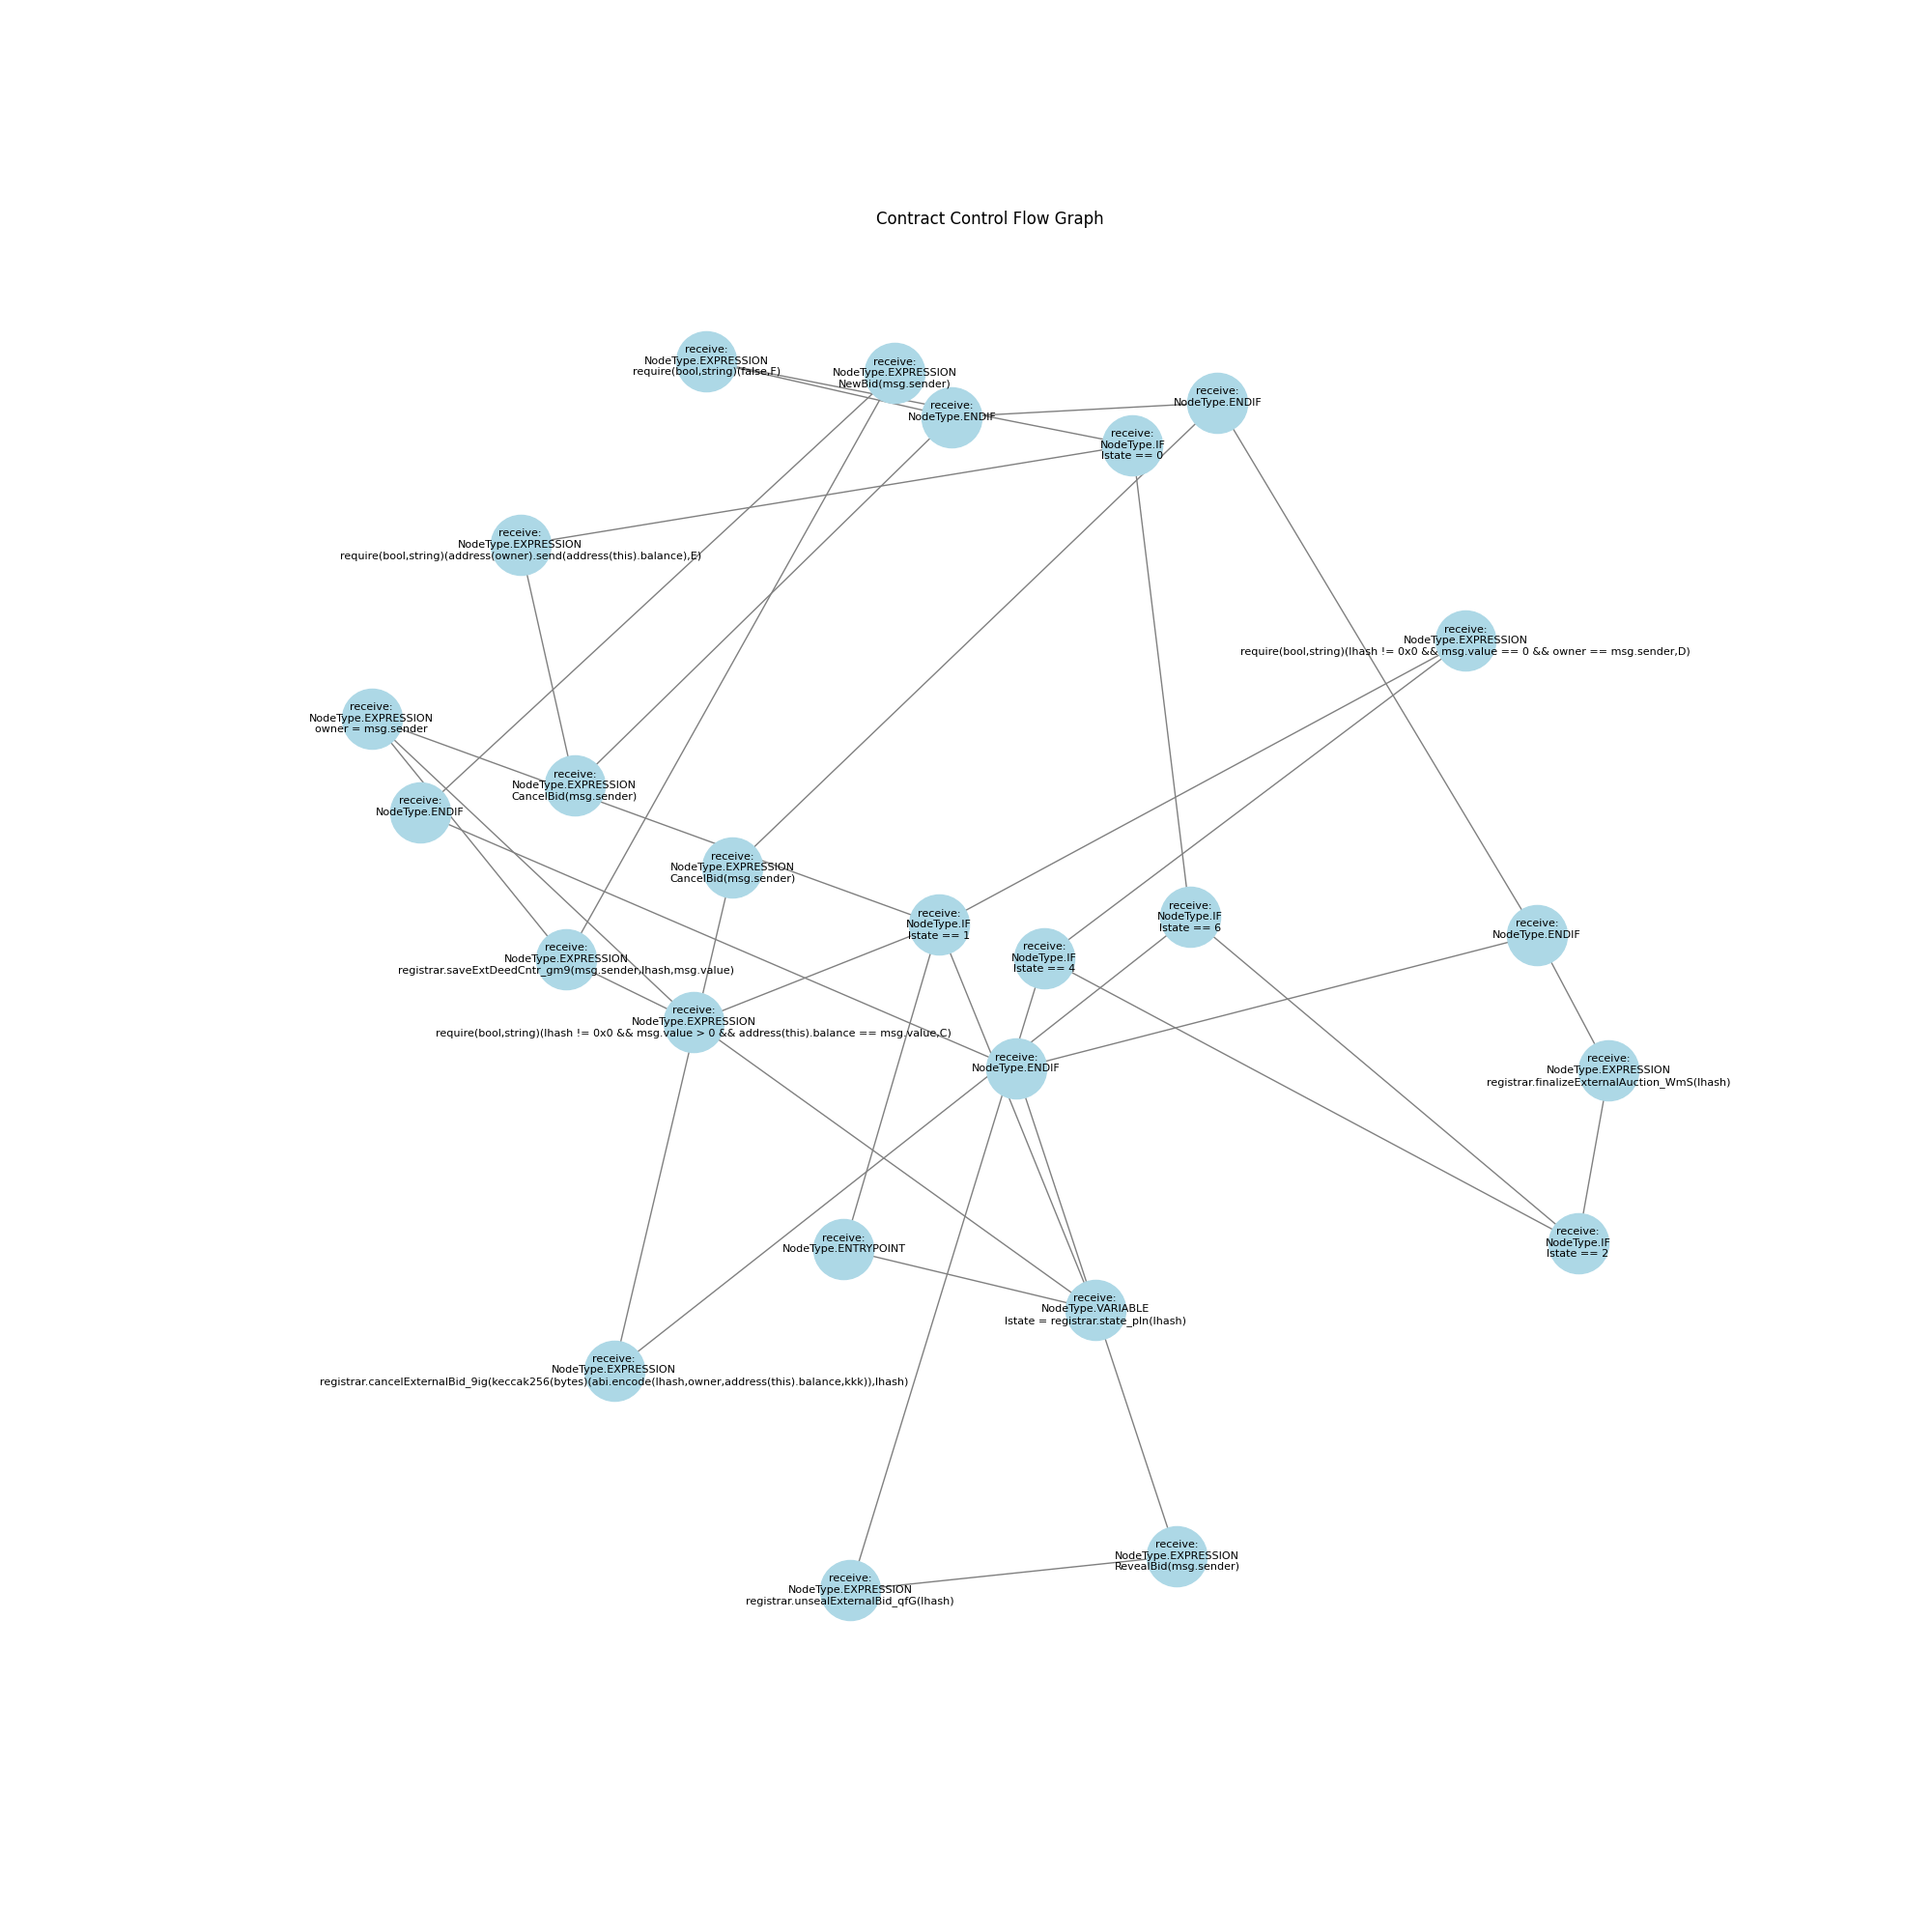 Contract Control Flow Graph
receive:
NodeType.EXPRESSION
require(bool,string)(false,F)
receive:
NodeType.EXPRESSION
NewBid(msg.sender)
receive:
NodeType.ENDIF
receive:
NodeType.ENDIF
receive:
NodeType.IF
lstate == 0
receive:
NodeType.EXPRESSION
require(bool,string)(address(owner).send(address(this).balance),E)
receive:
NodeType.EXPRESSION
require(bool,string)(lhash != 0x0 && msg.value == 0 && owner == msg.sender,D)
receive:
NodeType.EXPRESSION
owner = msg.sender
receive:
NodeType.EXPRESSION
CancelBid(msg.sender)
receive:
NodeType.ENDIF
receive:
NodeType.EXPRESSION
CancelBid(msg.sender)
receive:
NodeType.IF
lstate == 1
receive:
NodeType.IF
lstate == 6
receive:
NodeType.ENDIF
receive:
NodeType.IF
lstate == 4
receive:
NodeType.EXPRESSION
registrar.saveExtDeedCntr_gm9(msg.sender,lhash,msg.value)
receive:
NodeType.EXPRESSION
require(bool,string)(lhash != 0x0 && msg.value > 0 && address(this).balance == msg.value,C)
receive:
NodeType.ENDIF
receive:
NodeType.EXPRESSION
registrar.finalizeExternalAuction_WmS(lhash)
receive:
NodeType.ENTRYPOINT
receive:
NodeType.IF
lstate == 2
receive:
NodeType.VARIABLE
lstate = registrar.state_pln(lhash)
receive:
NodeType.EXPRESSION
registrar.cancelExternalBid_9ig(keccak256(bytes)(abi.encode(lhash,owner,address(this).balance,kkk)),lhash)
receive:
NodeType.EXPRESSION
RevealBid(msg.sender)
receive:
NodeType.EXPRESSION
registrar.unsealExternalBid_qfG(lhash)